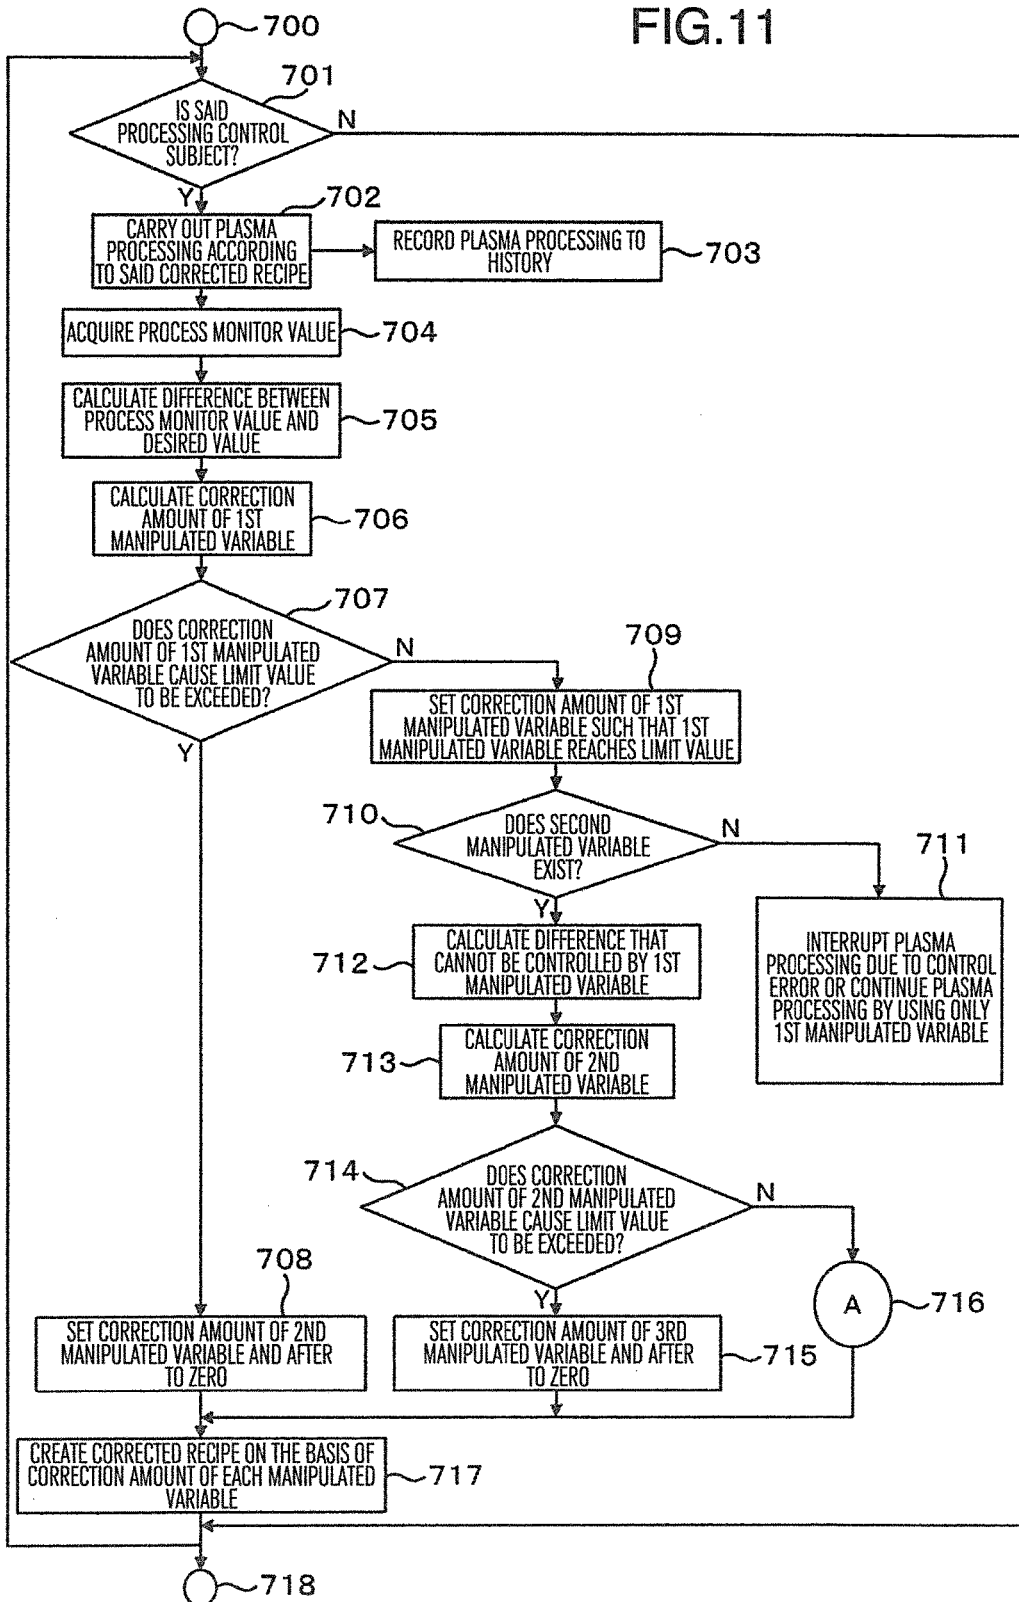 FIG.11
700
701
IS SAID
PROCESSING CONTROL
SUBJECT?
N
Y
702
CARRY OUT PLASMA
PROCESSING ACCORDING
TO SAID CORRECTED RECIPE
RECORD PLASMA PROCESSING TO
HISTORY
703
ACQUIRE PROCESS MONITOR VALUE
704
CALCULATE DIFFERENCE BETWEEN
PROCESS MONITOR VALUE AND
DESIRED VALUE
705
CALCULATE CORRECTION
AMOUNT OF 1ST
MANIPULATED VARIABLE
706
707
DOES CORRECTION
AMOUNT OF 1ST MANIPULATED
VARIABLE CAUSE LIMIT VALUE
TO BE EXCEEDED?
N
Y
709
SET CORRECTION AMOUNT OF 1ST
MANIPULATED VARIABLE SUCH THAT 1ST
MANIPULATED VARIABLE REACHES LIMIT VALUE
710
DOES SECOND
MANIPULATED VARIABLE
EXIST?
N
Y
711
INTERRUPT PLASMA
PROCESSING DUE TO CONTROL
ERROR OR CONTINUE PLASMA
PROCESSING BY USING ONLY
1ST MANIPULATED VARIABLE
712
CALCULATE DIFFERENCE THAT
CANNOT BE CONTROLLED BY 1ST
MANIPULATED VARIABLE
713
CALCULATE CORRECTION
AMOUNT OF 2ND
MANIPULATED VARIABLE
714
DOES CORRECTION
AMOUNT OF 2ND MANIPULATED
VARIABLE CAUSE LIMIT VALUE
TO BE EXCEEDED?
N
Y
708
SET CORRECTION AMOUNT OF 2ND
MANIPULATED VARIABLE AND AFTER
TO ZERO
SET CORRECTION AMOUNT OF 3RD
MANIPULATED VARIABLE AND AFTER
TO ZERO
715
A
716
CREATE CORRECTED RECIPE ON THE BASIS OF
CORRECTION AMOUNT OF EACH MANIPULATED
VARIABLE
717
718